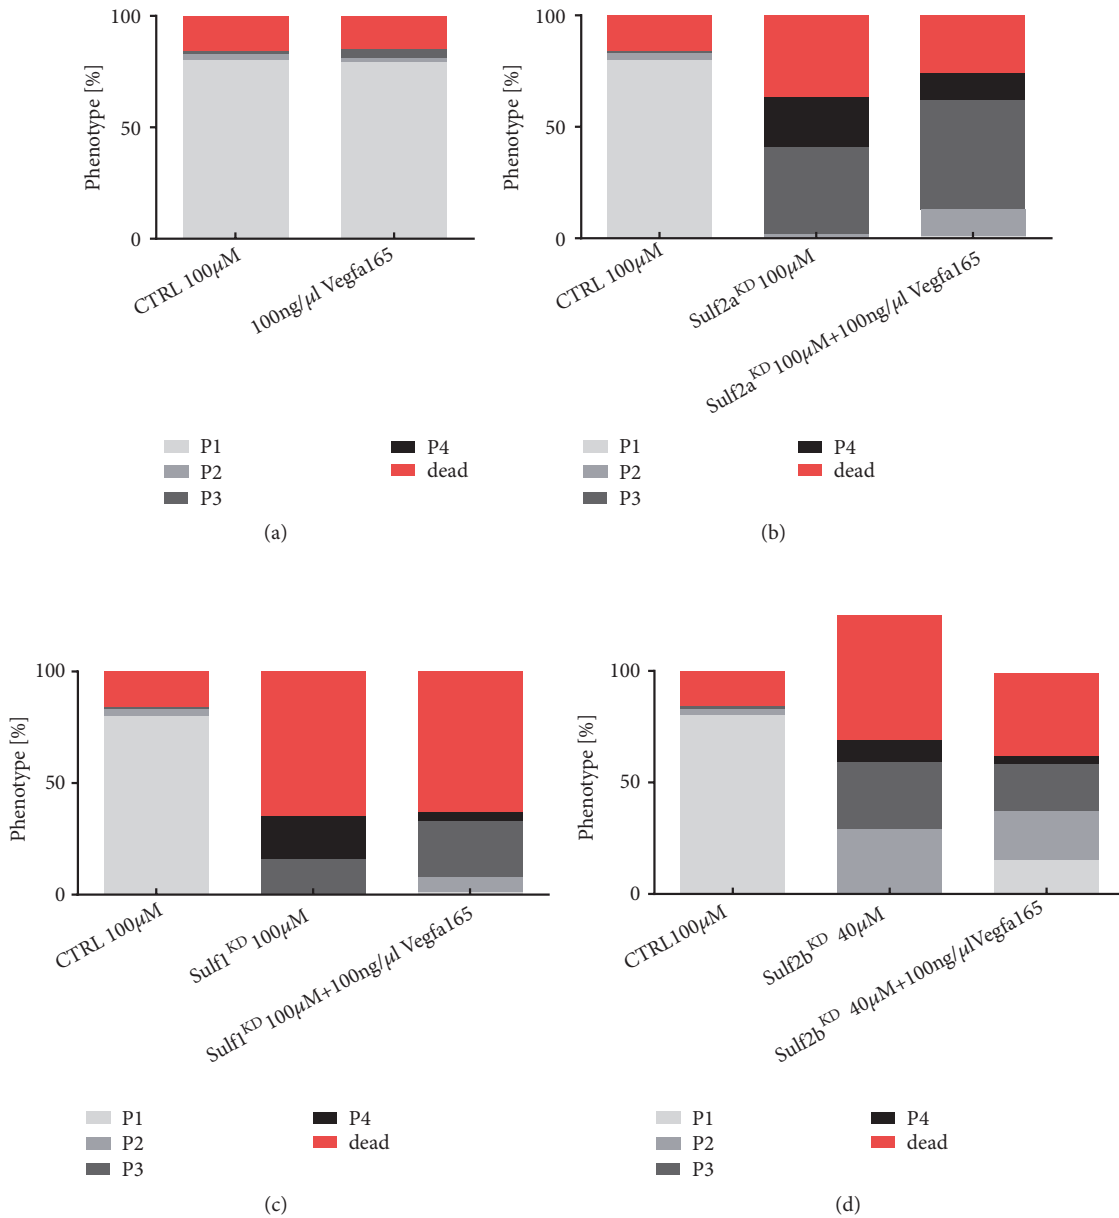 100
50
0
Phenotype [%]
CTRL 100μM
100ng/μl Vegfa165
P1
P2
P3
P4
dead
(a)
100
50
0
Phenotype [%]
CTRL 100μM
Sulf2aKD 100μM
Sulf2aKD 100μM+100ng/μl Vegfa165
P1
P2
P3
P4
dead
(b)
100
50
0
Phenotype [%]
CTRL 100μM
Sulf1KD 100μM
Sulf1KD 100μM+100ng/μl Vegfa165
P1
P2
P3
P4
dead
(c)
100
50
0
Phenotype [%]
CTRL100μM
Sulf2bKD 40μM
Sulf2bKD 40μM+100ng/μlVegfa165
P1
P2
P3
P4
dead
(d)